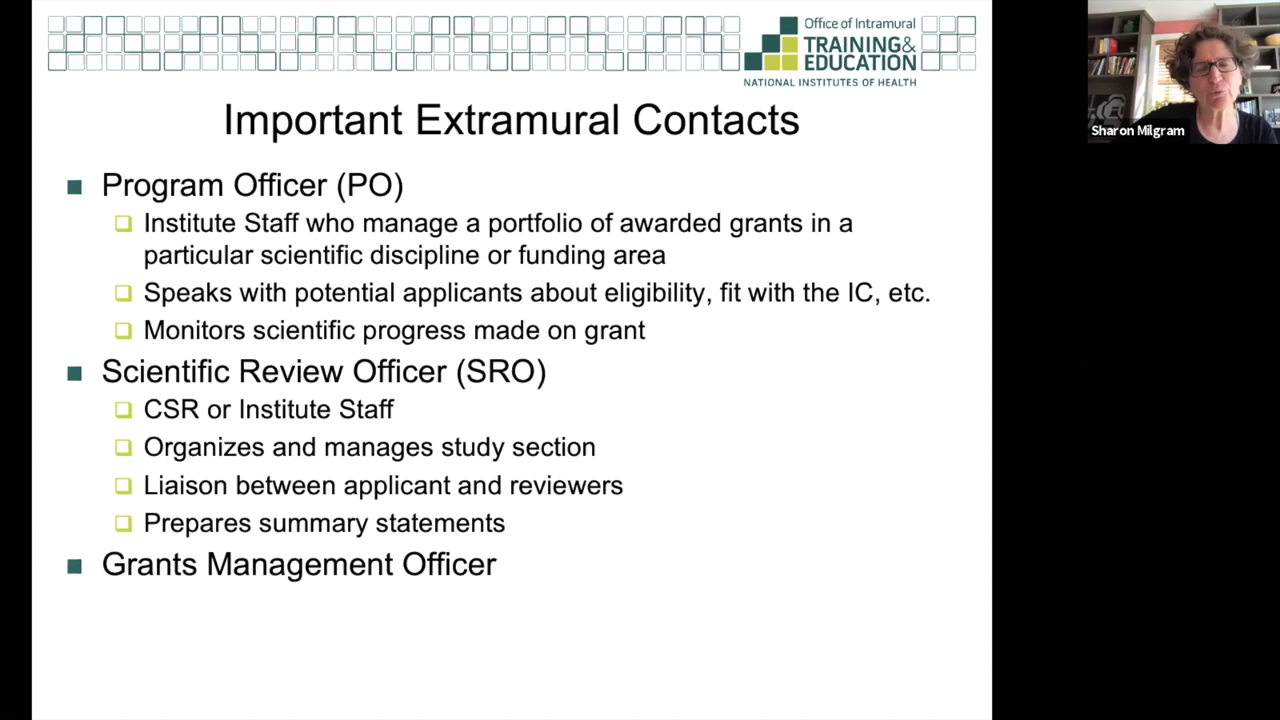 Office of Intramural
TRAINING&
EDUCATION
NATIONAL INSTITUTES OF HEALTH
Sharon Milgram
Important Extramural Contacts
Program Officer (PO)
Institute Staff who manage a portfolio of awarded grants in a
particular scientific discipline or funding area
Speaks with potential applicants about eligibility, fit with the IC, etc.
Monitors scientific progress made on grant
Scientific Review Officer (SRO)
CSR or Institute Staff
Organizes and manages study section
Liaison between applicant and reviewers
Prepares summary statements
Grants Management Officer